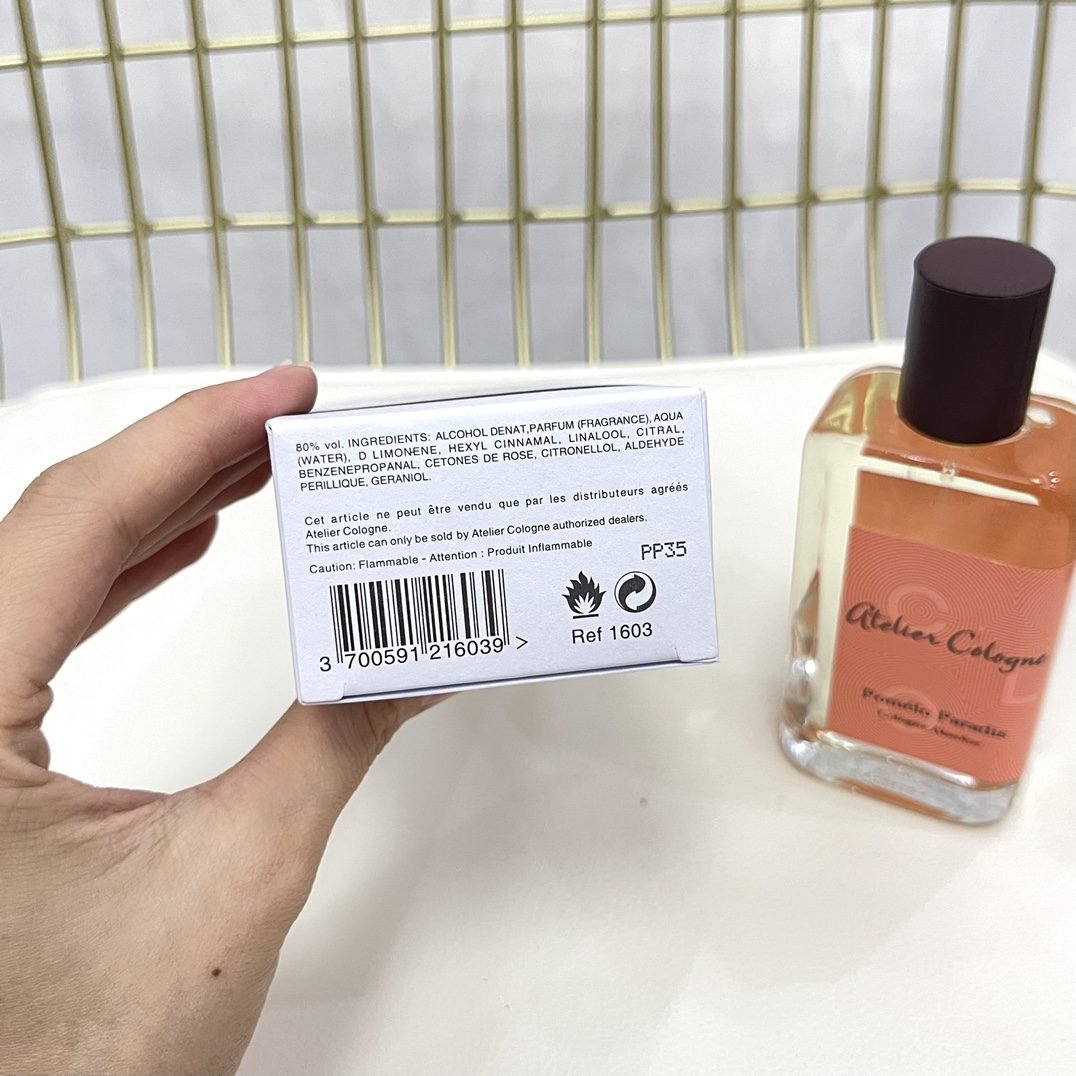 80% vol. INGREDIENTS: ALCOHOL DENAT,PARFUM (FRAGRANCE), AQUA
(WATER), D LIMONENE, HEXYL CINNAMAL, LINALOOL, CITRAL,
BENZENEPROPANAL, CETONES DE ROSE, CITRONELLOL, ALDEHYDE
PERILLIQUE, GERANIOL.
Cet article ne peut être vendu que par les distributeurs agréés
Atelier Cologne.
This article can only be sold by Atelier Cologne authorized dealers.
Caution: Flammable - Attention : Produit Inflammable
PP35
Ref 1603
3 700591 216039 >
Atelier Cologne
Pomélo Paradis
Cologne Absolue